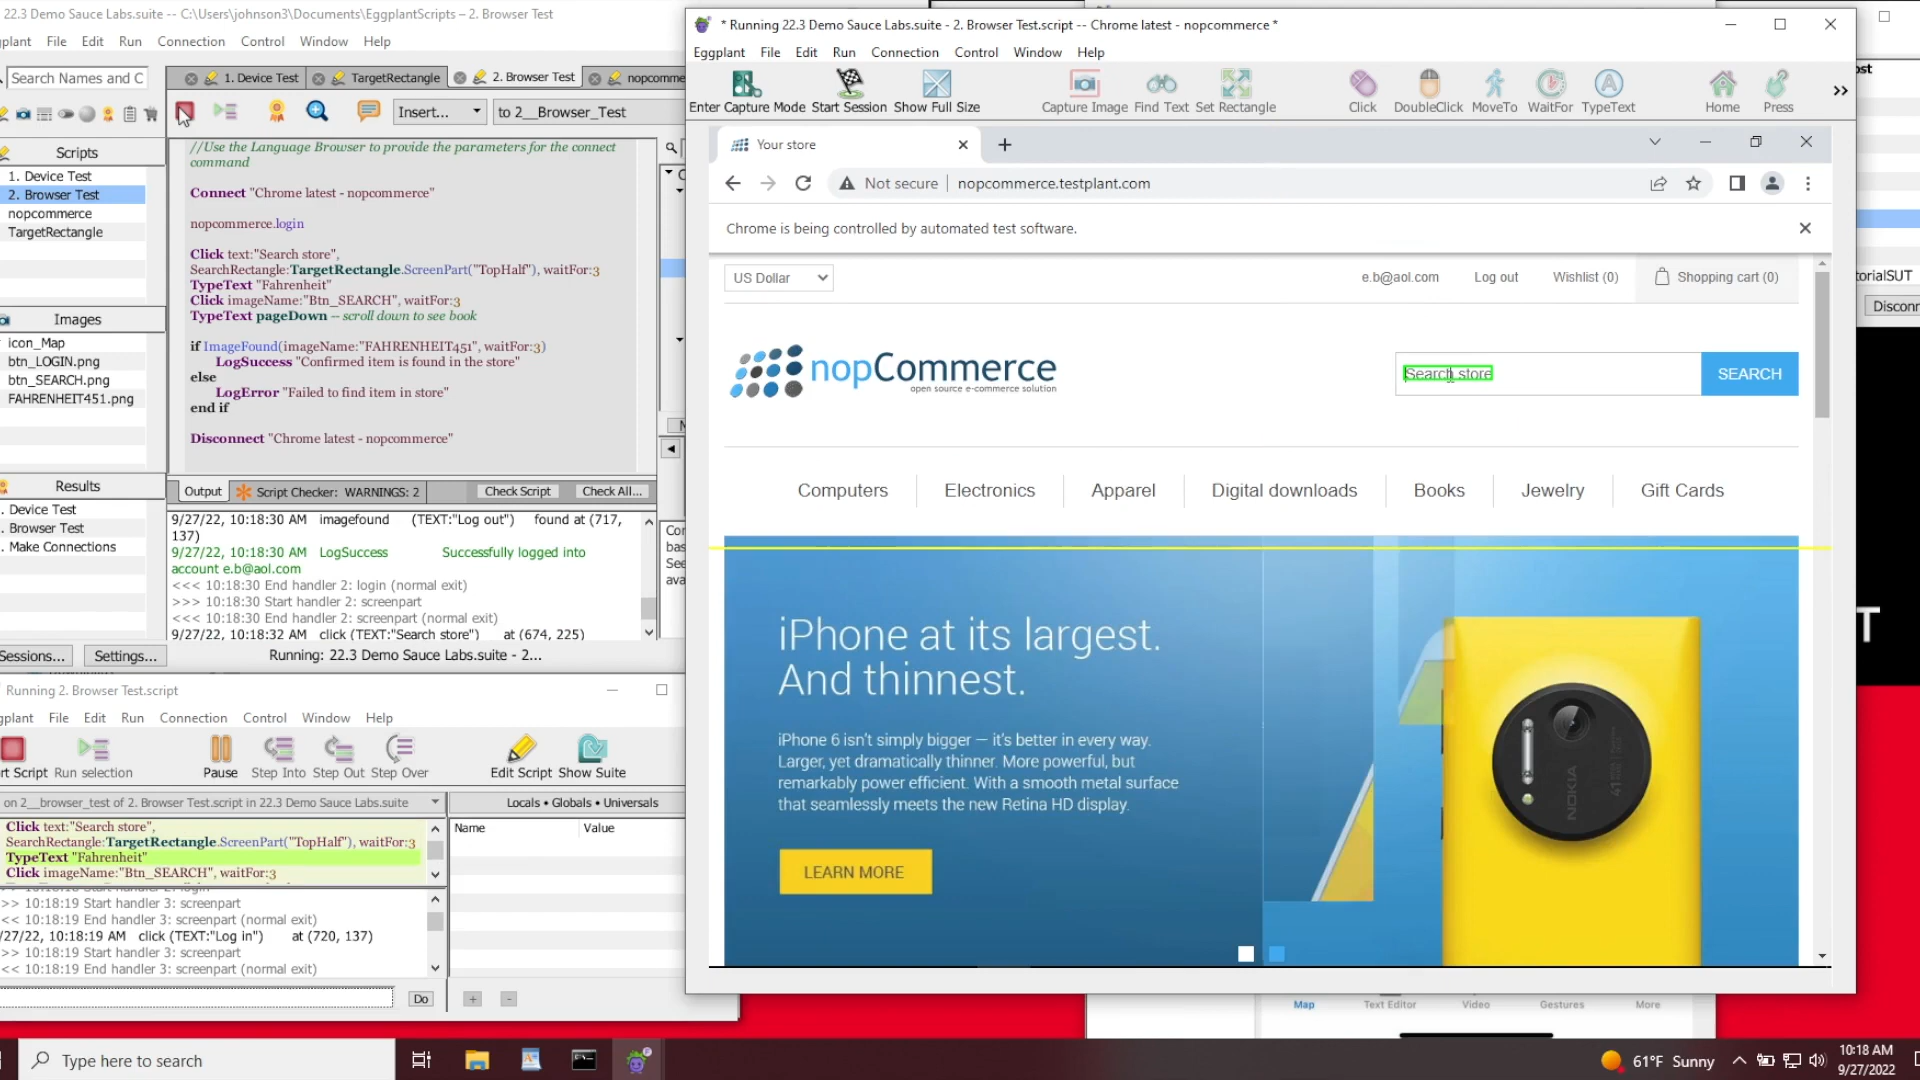 22.3 Demo Sauce Labs.suite -- C:\Users\johnson3\Documents\EggplantScripts – 2. Browser Test
plant File Edit Run Connection Control Window Help
Search Names and C
1. Device Test
TargetRectangle
2. Browser Test
nopcomme
Insert...
to 2__Browser_Test
Scripts
1. Device Test
2. Browser Test
nopcommerce
TargetRectangle
Images
icon_Map
btn_LOGIN.png
btn_SEARCH.png
FAHRENHEIT451.png
Results
. Device Test
. Browser Test
. Make Connections
Sessions... Settings...
//Use the Language Browser to provide the parameters for the connect
command
Connect "Chrome latest - nopcommerce"
nopcommerce.login
Click text:"Search store",
SearchRectangle:TargetRectangle.ScreenPart("TopHalf"), waitFor:3
TypeText "Fahrenheit"
Click imageName:"Btn_SEARCH", waitFor:3
TypeText pageDown -- scroll down to see book
if ImageFound(imageName:"FAHRENHEIT451", waitFor:3)
LogSuccess "Confirmed item is found in the store"
else
LogError "Failed to find item in store"
end if
Disconnect "Chrome latest - nopcommerce"
Output Script Checker: WARNINGS: 2 Check Script Check All...
9/27/22, 10:18:30 AM imagefound (TEXT:"Log out") found at (717,
137)
9/27/22, 10:18:30 AM LogSuccess Successfully logged into
account e.b@aol.com
<<< 10:18:30 End handler 2: login (normal exit)
>>> 10:18:30 Start handler 2: screenpart
<<< 10:18:30 End handler 2: screenpart (normal exit)
9/27/22, 10:18:32 AM click (TEXT:"Search store") at (674, 225)
Running: 22.3 Demo Sauce Labs.suite - 2...
Con
bas
See
ava
Running 2. Browser Test.script
gplant File Edit Run Connection Control Window Help
rt Script Run selection Pause Step Into Step Out Step Over Edit Script Show Suite
on 2__browser_test of 2. Browser Test.script in 22.3 Demo Sauce Labs.suite
Locals • Globals • Universals
Name Value
Click text:"Search store",
SearchRectangle:TargetRectangle.ScreenPart("TopHalf"), waitFor:3
TypeText "Fahrenheit"
Click imageName:"Btn_SEARCH", waitFor:3
>> 10:18:19 Start handler 3: screenpart
<< 10:18:19 End handler 3: screenpart (normal exit)
/27/22, 10:18:19 AM click (TEXT:"Log in") at (720, 137)
>> 10:18:19 Start handler 3: screenpart
<< 10:18:19 End handler 3: screenpart (normal exit)
Do + -
* Running 22.3 Demo Sauce Labs.suite - 2. Browser Test.script -- Chrome latest - nopcommerce *
Eggplant File Edit Run Connection Control Window Help
Enter Capture Mode Start Session Show Full Size Capture Image Find Text Set Rectangle Click DoubleClick MoveTo WaitFor TypeText Home Press
Your store
Not secure nopcommerce.testplant.com
Chrome is being controlled by automated test software.
US Dollar
e.b@aol.com Log out Wishlist (0) Shopping cart (0)
nopCommerce
open source e-commerce solution
Search store
SEARCH
Computers Electronics Apparel Digital downloads Books Jewelry Gift Cards
iPhone at its largest.
And thinnest.
iPhone 6 isn't simply bigger — it's better in every way.
Larger, yet dramatically thinner. More powerful, but
remarkably power efficient. With a smooth metal surface
that seamlessly meets the new Retina HD display.
LEARN MORE
NOKIA
ost
torialSUT
Disconn
T
Map Text Editor Video Gestures More
Type here to search
61°F Sunny
10:18 AM
9/27/2022